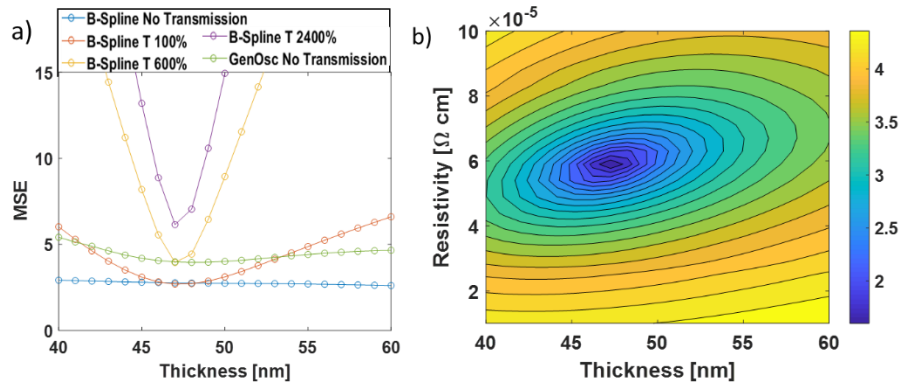 a)
B-Spline No Transmission
B-Spline T 100%
B-Spline T 2400%
B-Spline T 600%
GenOsc No Transmission
15
10
5
0
MSE
40 45 50 55 60
Thickness [nm]
b)
×10⁻⁵
10
8
6
4
2
Resistivity [Ω cm]
40 45 50 55 60
Thickness [nm]
4
3.5
3
2.5
2